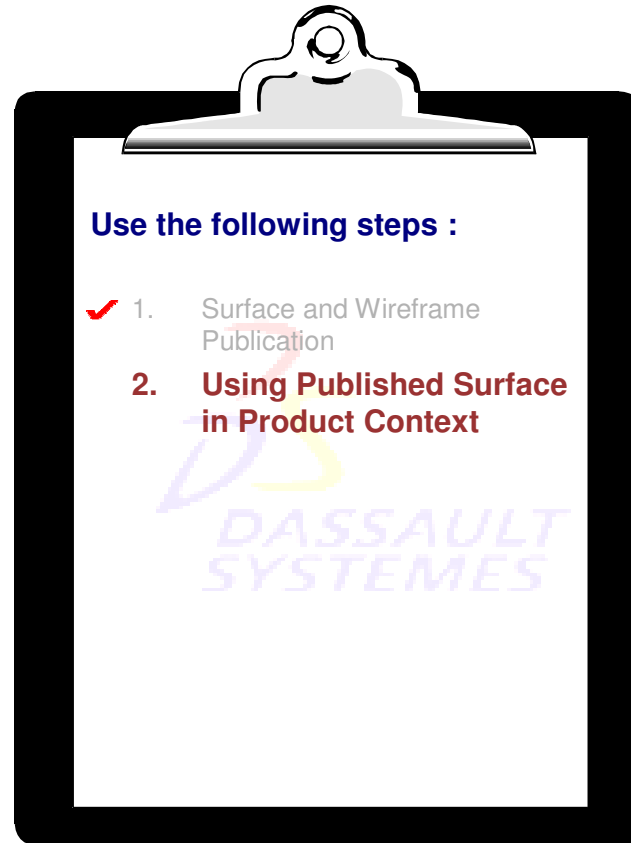 Use the following steps :
1. Surface and Wireframe
Publication
2. Using Published Surface
in Product Context
DASSAULT
SYSTEMES